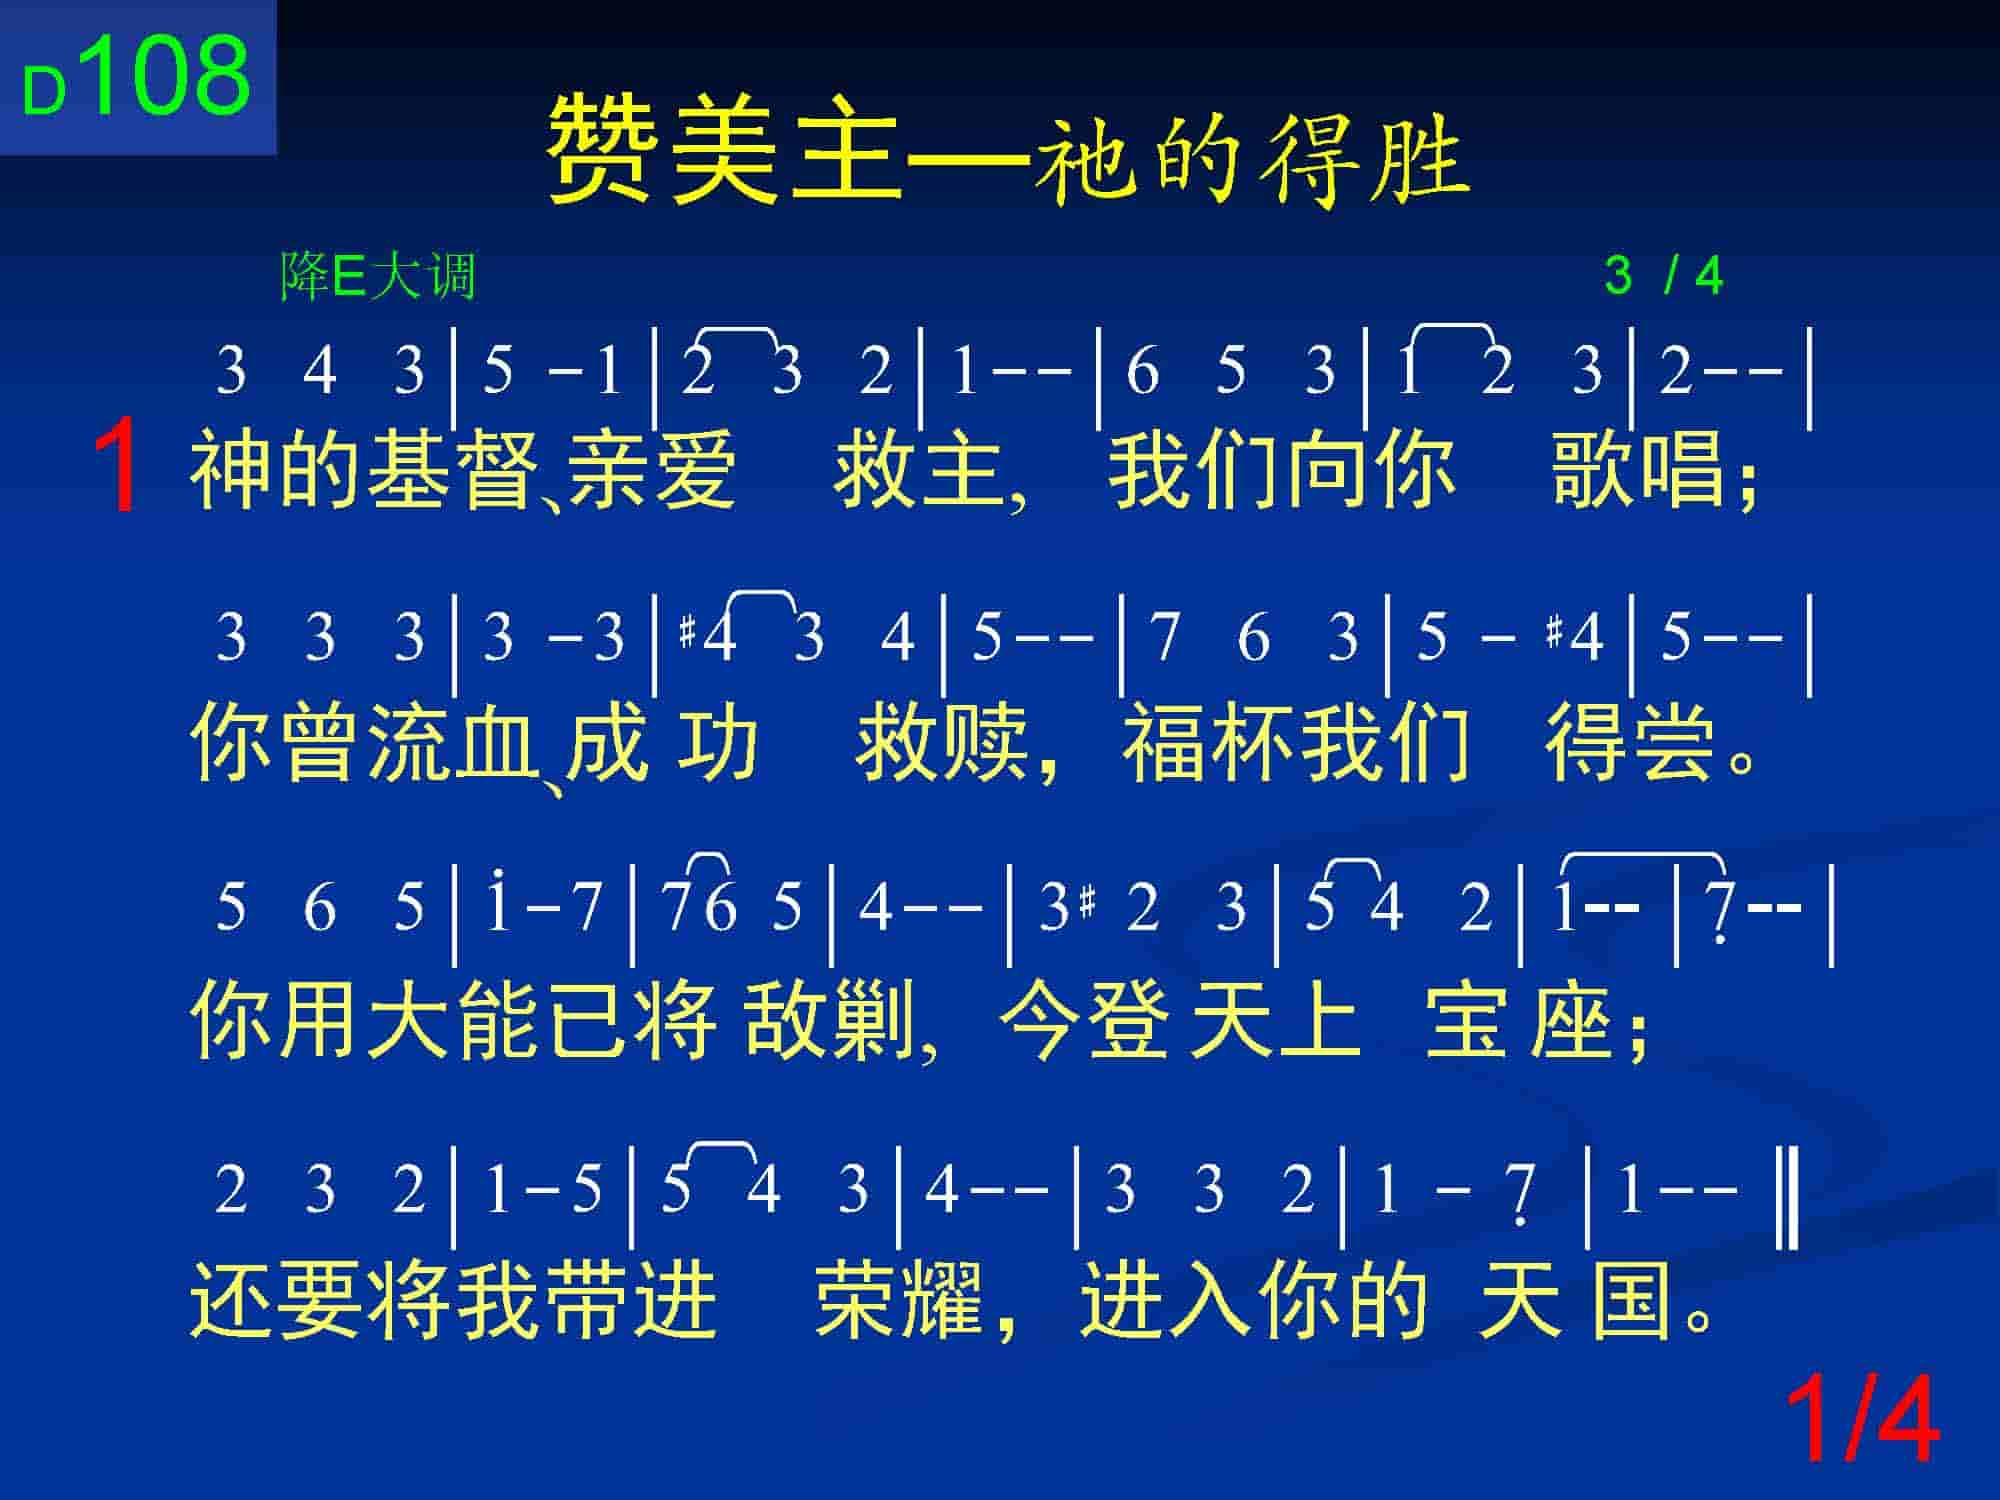 D108
赞美主—祂的得胜
降E大调 3 / 4
3 4 3 | 5 - 1 | 2 3 2 | 1 - - | 6 5 3 | 1 2 3 | 2 - - |
1 神的基督、亲爱 救主, 我们向你 歌唱;
3 3 3 | 3 - 3 | #4 3 4 | 5 - - | 7 6 3 | 5 - #4 | 5 - - |
你曾流血、成 功 救赎，福杯我们 得尝。
5 6 5 | i - 7 | 7 6 5 | 4 - - | 3 # 2 3 | 5 4 2 | 1 - - | 7̣ - - |
你用大能已将 敌剿, 今登天上 宝 座;
2 3 2 | 1 - 5 | 5 4 3 | 4 - - | 3 3 2 | 1 - 7̣ | 1 - - ‖
还要将我带进 荣耀，进入你的 天 国。
1/4